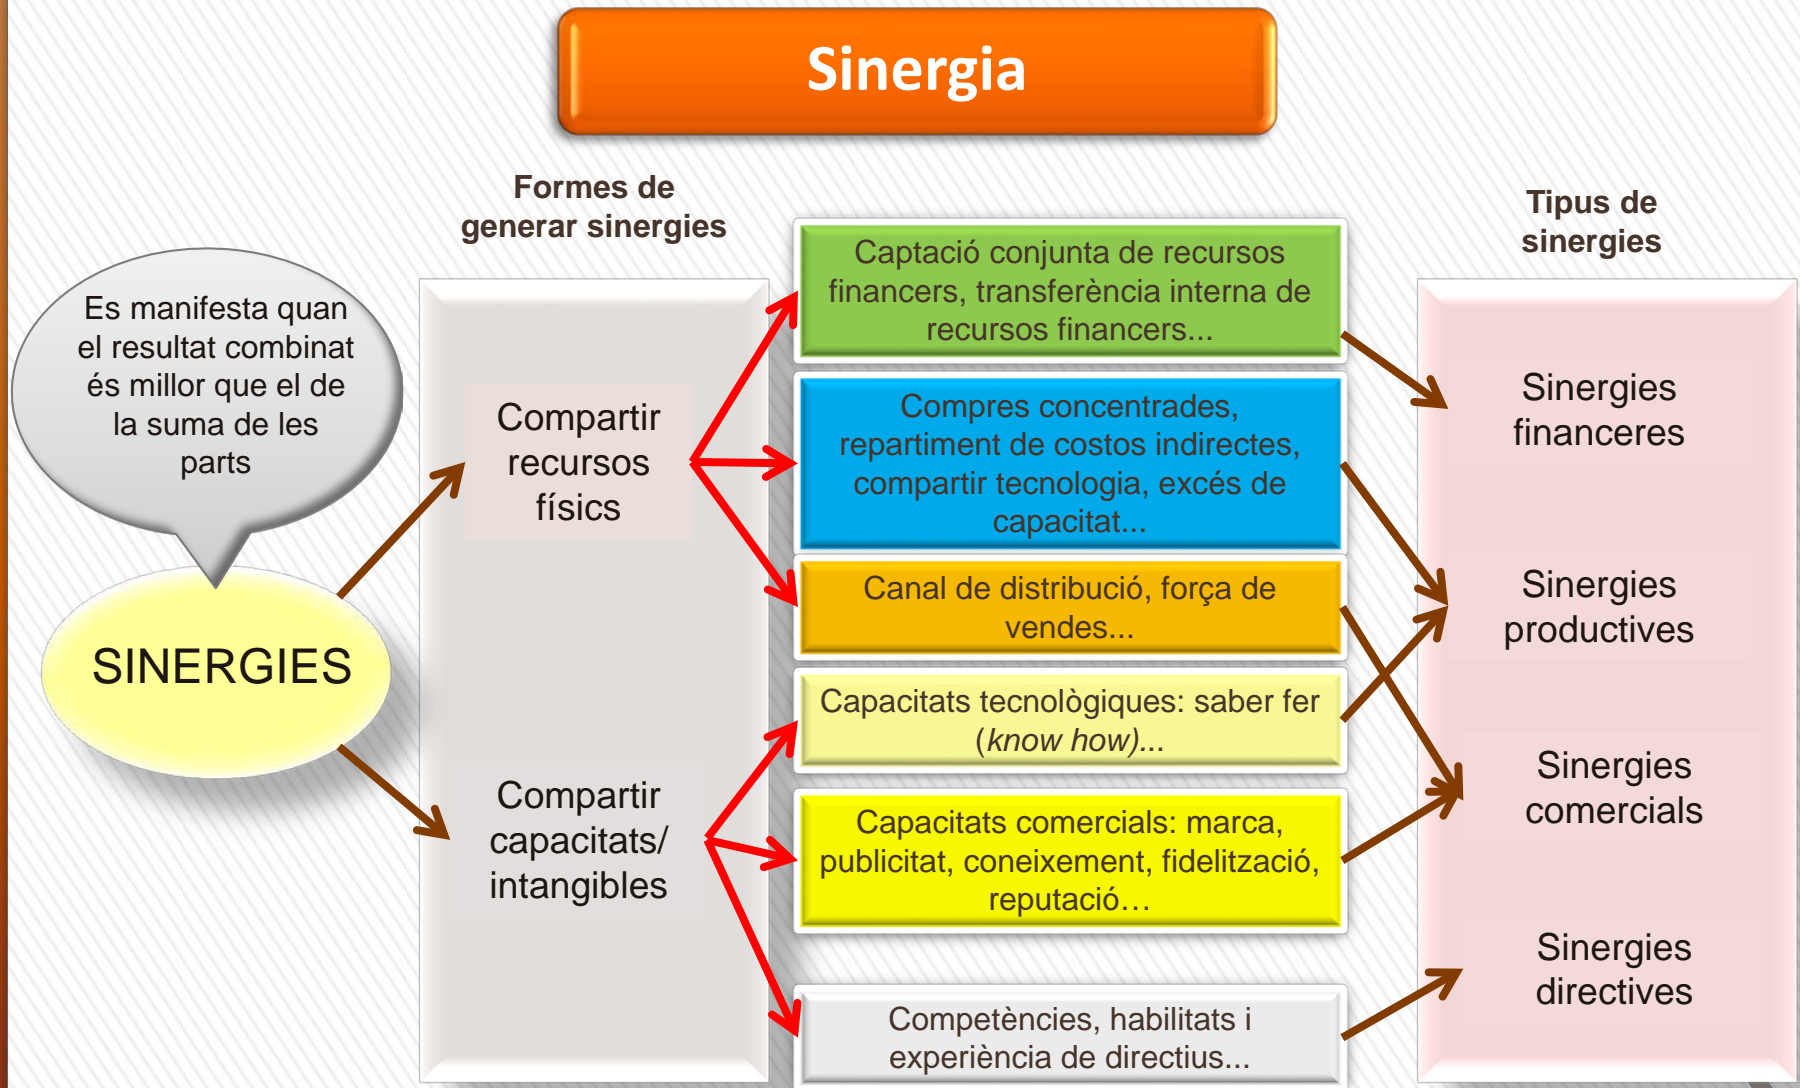 Sinergia
Formes de
generar sinergies
Tipus de
sinergies
Es manifesta quan
el resultat combinat
és millor que el de
la suma de les
parts
SINERGIES
Compartir
recursos
físics
Compartir
capacitats/
intangibles
Captació conjunta de recursos
financers, transferència interna de
recursos financers...
Compres concentrades,
repartiment de costos indirectes,
compartir tecnologia, excés de
capacitat...
Canal de distribució, força de
vendes...
Capacitats tecnològiques: saber fer
(know how)...
Capacitats comercials: marca,
publicitat, coneixement, fidelització,
reputació…
Competències, habilitats i
experiència de directius...
Sinergies
financeres
Sinergies
productives
Sinergies
comercials
Sinergies
directives